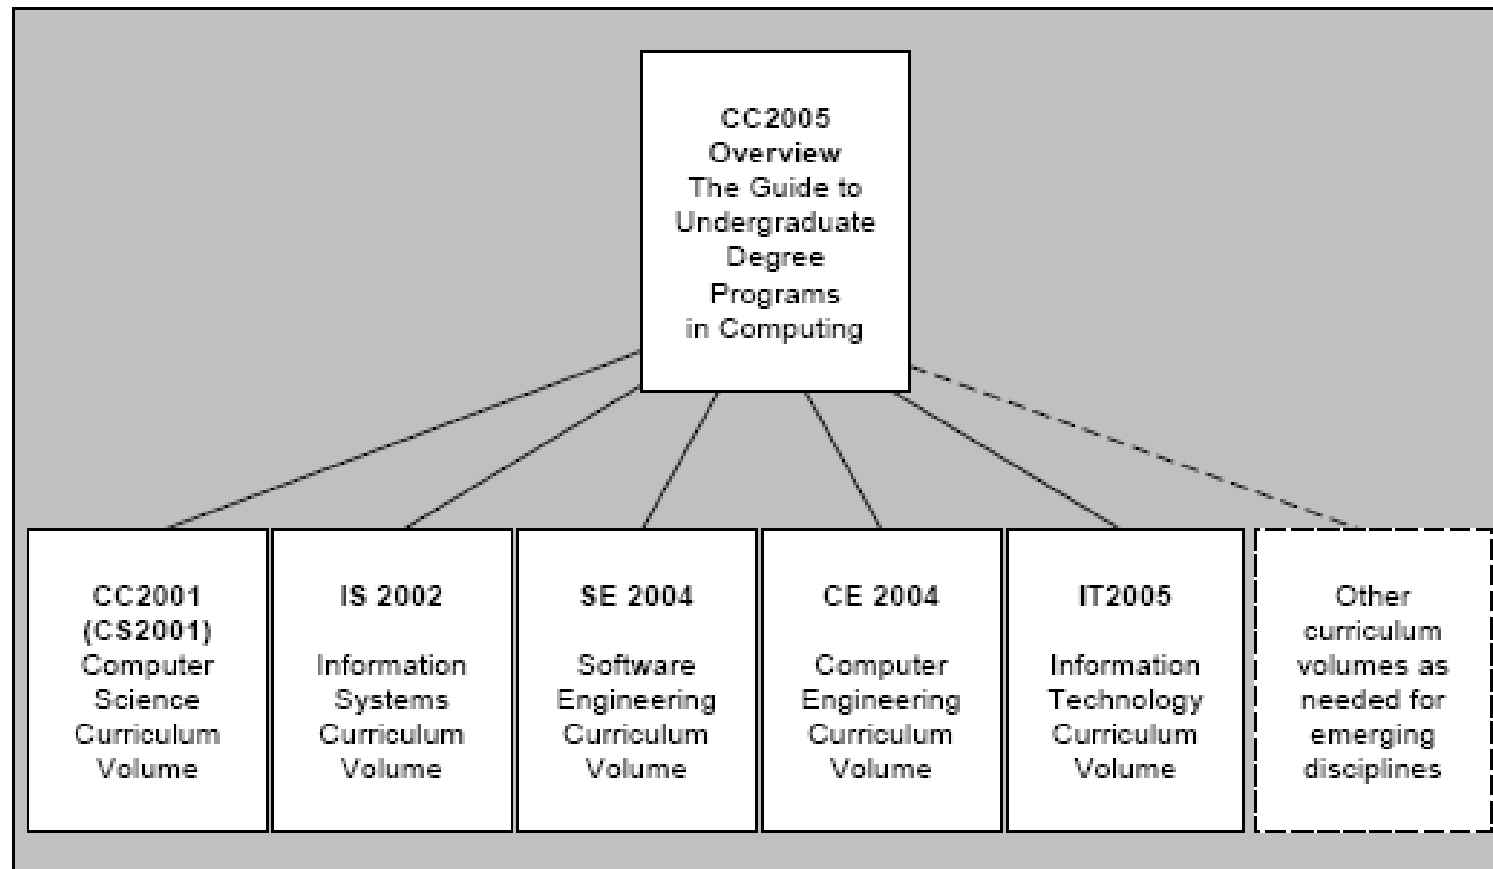 CC2005
Overview
The Guide to
Undergraduate
Degree
Programs
in Computing
CC2001
(CS2001)
Computer
Science
Curriculum
Volume
IS 2002
Information
Systems
Curriculum
Volume
SE 2004
Software
Engineering
Curriculum
Volume
CE 2004
Computer
Engineering
Curriculum
Volume
IT2005
Information
Technology
Curriculum
Volume
Other
curriculum
volumes as
needed for
emerging
disciplines